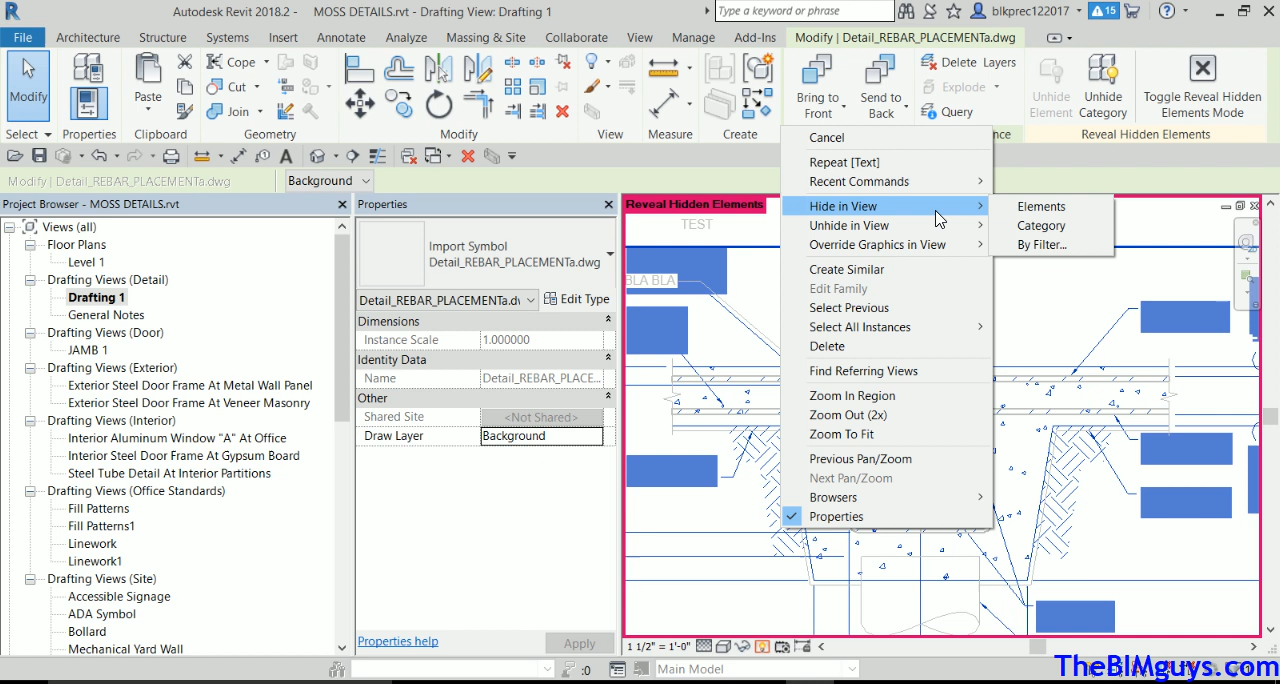 Autodesk Revit 2018.2 -    MOSS DETAILS.rvt - Drafting View: Drafting 1
Type a keyword or phrase
blkprec122017
15
File Architecture Structure Systems Insert Annotate Analyze Massing & Site Collaborate View Manage Add-Ins Modify | Detail_REBAR_PLACEMENTa.dwg
Modify
Paste
Cope
Cut
Join
Bring to Front
Send to Back
Delete Layers
Explode
Query
Unhide Element
Unhide Category
Toggle Reveal Hidden Elements Mode
Select Properties Clipboard Geometry Modify View Measure Create Reveal Hidden Elements
Modify | Detail_REBAR_PLACEMENTa.dwg
Background
Project Browser - MOSS DETAILS.rvt
Views (all)
Floor Plans
Level 1
Drafting Views (Detail)
Drafting 1
General Notes
Drafting Views (Door)
JAMB 1
Drafting Views (Exterior)
Exterior Steel Door Frame At Metal Wall Panel
Exterior Steel Door Frame At Veneer Masonry
Drafting Views (Interior)
Interior Aluminum Window "A" At Office
Interior Steel Door Frame At Gypsum Board
Steel Tube Detail At Interior Partitions
Drafting Views (Office Standards)
Fill Patterns
Fill Patterns1
Linework
Linework1
Drafting Views (Site)
Accessible Signage
ADA Symbol
Bollard
Mechanical Yard Wall
Properties
Import Symbol
Detail_REBAR_PLACEMENTa.dwg
Edit Type
Dimensions
Instance Scale 1.000000
Identity Data
Name Detail_REBAR_PLACE...
Other
Shared Site <Not Shared>
Draw Layer Background
Properties help
Apply
Reveal Hidden Elements
TEST
BLA BLA
Cancel
Repeat [Text]
Recent Commands
Hide in View
Unhide in View
Override Graphics in View
Create Similar
Edit Family
Select Previous
Select All Instances
Delete
Find Referring Views
Zoom In Region
Zoom Out (2x)
Zoom To Fit
Previous Pan/Zoom
Next Pan/Zoom
Browsers
Properties
Elements
Category
By Filter...
1 1/2" = 1'-0"
:0
Main Model
TheBIMguys.com